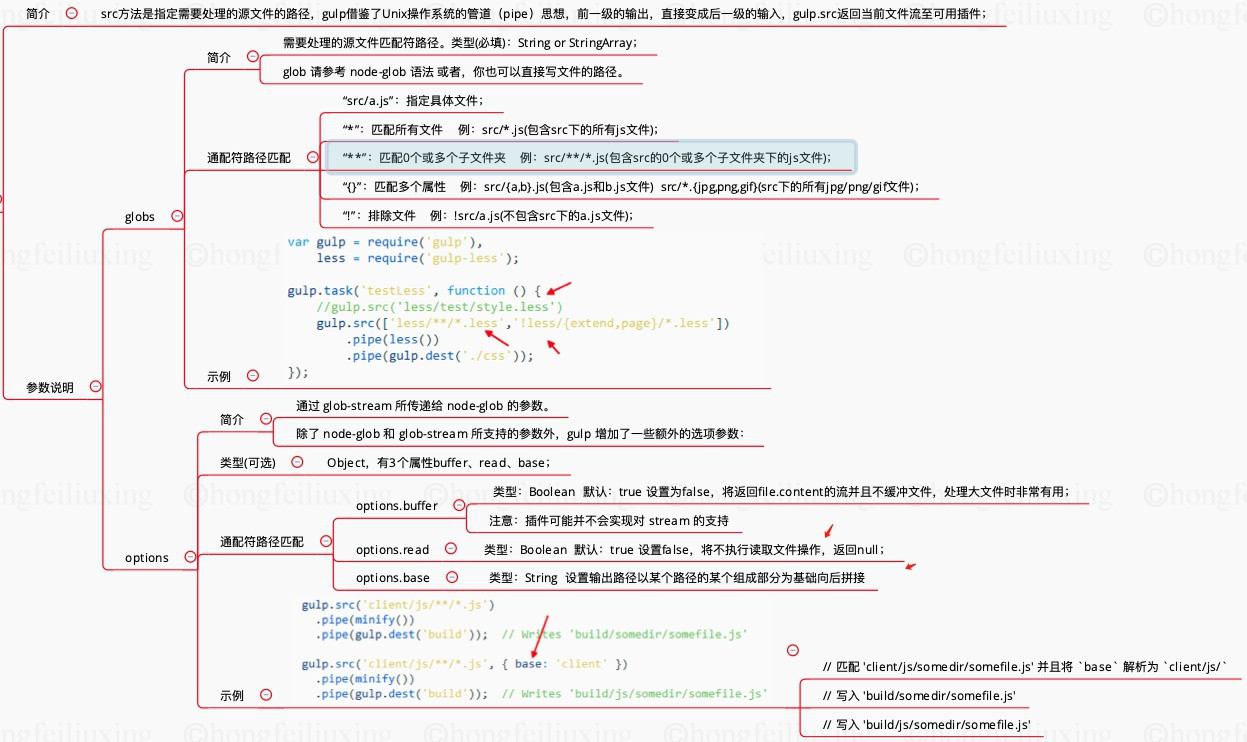 简介 src方法是指定需要处理的源文件的路径，gulp借鉴了Unix操作系统的管道（pipe）思想，前一级的输出，直接变成后一级的输入，gulp.src返回当前文件流至可用插件；
需要处理的源文件匹配符路径。类型(必填)：String or StringArray；
简介
glob 请参考 node-glob 语法 或者，你也可以直接写文件的路径。
“src/a.js”：指定具体文件；
“*”：匹配所有文件 例：src/*.js(包含src下的所有js文件)；
通配符路径匹配 “**”：匹配0个或多个子文件夹 例：src/**/*.js(包含src的0个或多个子文件夹下的js文件)；
“{}”：匹配多个属性 例：src/{a,b}.js(包含a.js和b.js文件) src/*.{jpg,png,gif}(src下的所有jpg/png/gif文件)；
globs “!”：排除文件 例：!src/a.js(不包含src下的a.js文件)；
var gulp = require('gulp'),
less = require('gulp-less');
©hongfeiliuxing
gulp.task('testLess', function () {
//gulp.src('less/test/style.less')
gulp.src(['less/**/*.less','!less/{extend,page}/*.less'])
.pipe(less())
.pipe(gulp.dest('./css'));
});
示例
参数说明
通过 glob-stream 所传递给 node-glob 的参数。
简介
除了 node-glob 和 glob-stream 所支持的参数外，gulp 增加了一些额外的选项参数：
类型(可选) Object，有3个属性buffer、read、base；
类型：Boolean 默认：true 设置为false，将返回file.content的流并且不缓冲文件，处理大文件时非常有用；
options.buffer
注意：插件可能并不会实现对 stream 的支持
通配符路径匹配
options.read 类型：Boolean 默认：true 设置false，将不执行读取文件操作，返回null；
options
options.base 类型：String 设置输出路径以某个路径的某个组成部分为基础向后拼接
gulp.src('client/js/**/*.js')
.pipe(minify())
.pipe(gulp.dest('build')); // Writes 'build/somedir/somefile.js'
gulp.src('client/js/**/*.js', { base: 'client' })
.pipe(minify())
.pipe(gulp.dest('build')); // Writes 'build/js/somedir/somefile.js'
示例
// 匹配 'client/js/somedir/somefile.js' 并且将 `base` 解析为 `client/js/`
// 写入 'build/somedir/somefile.js'
// 写入 'build/js/somedir/somefile.js'